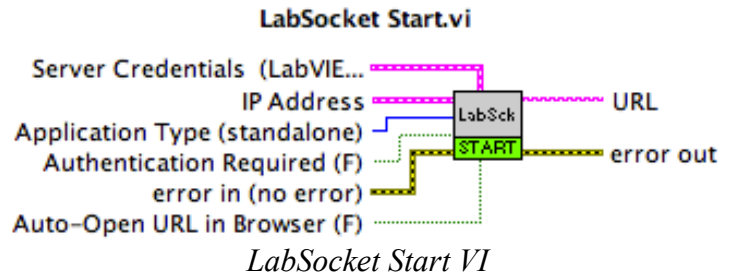 LabSocket Start.vi
Server Credentials (LabVIE...
IP Address
Application Type (standalone)
Authentication Required (F)
error in (no error)
Auto-Open URL in Browser (F)
LabSck
START
URL
error out
LabSocket Start VI